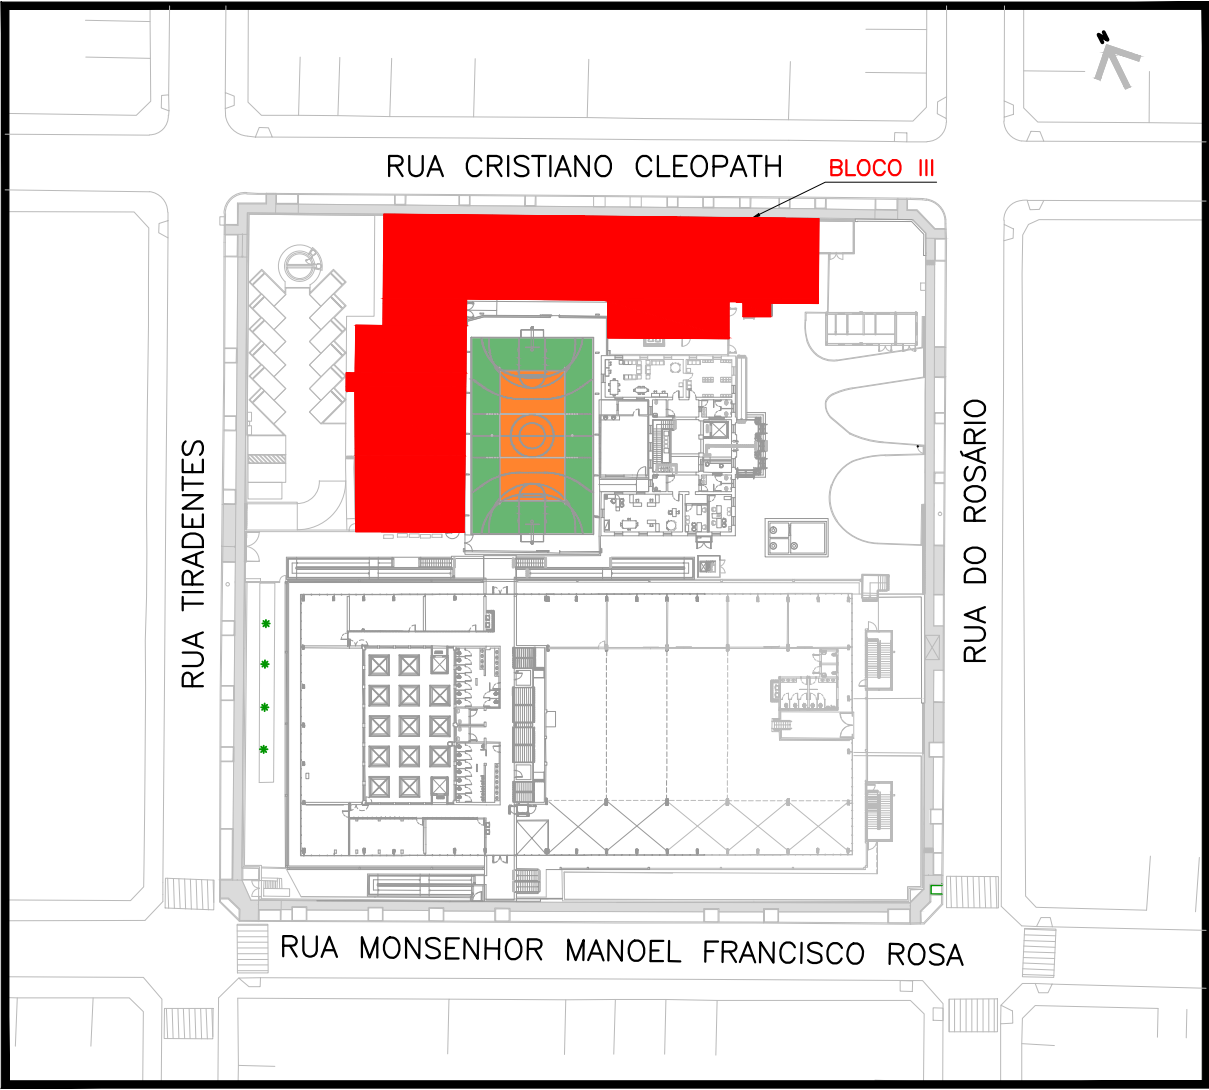 N
RUA CRISTIANO CLEOPATH
BLOCO III
RUA TIRADENTES
RUA DO ROSÁRIO
RUA MONSENHOR MANOEL FRANCISCO ROSA